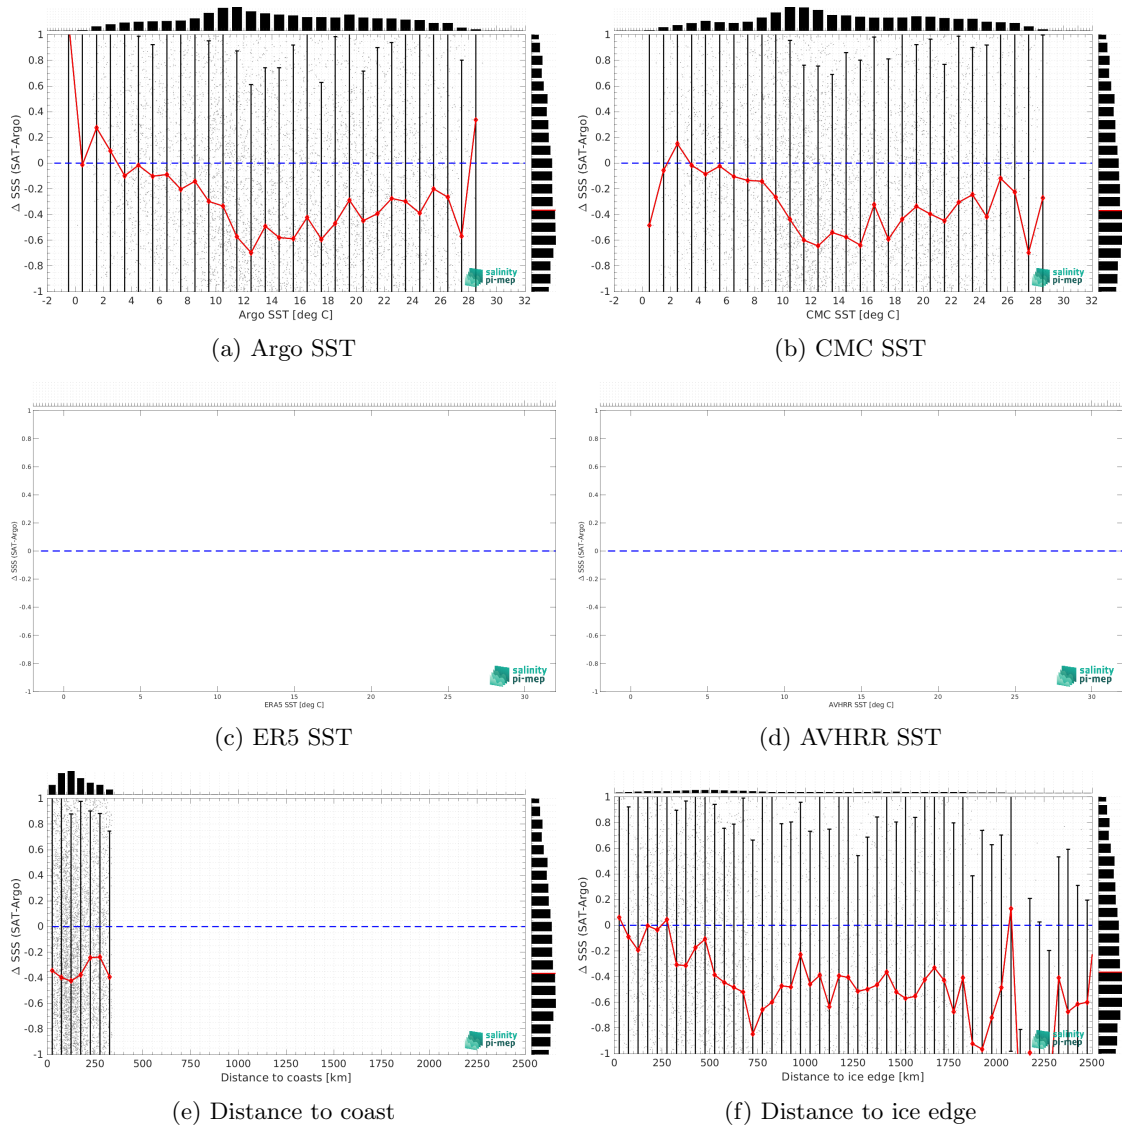 1
0.8
0.6
0.4
0.2
0
-0.2
-0.4
-0.6
-0.8
-1
Δ SSS (SAT-Argo)
salinity
pi-mep
-2 0 2 4 6 8 10 12 14 16 18 20 22 24 26 28 30 32
Argo SST [deg C]
(a) Argo SST
1
0.8
0.6
0.4
0.2
0
-0.2
-0.4
-0.6
-0.8
-1
Δ SSS (SAT-Argo)
salinity
pi-mep
-2 0 2 4 6 8 10 12 14 16 18 20 22 24 26 28 30 32
CMC SST [deg C]
(b) CMC SST
1
0.8
0.6
0.4
0.2
0
-0.2
-0.4
-0.6
-0.8
-1
Δ SSS (SAT-Argo)
salinity
pi-mep
0 5 10 15 20 25 30
ERA5 SST [deg C]
(c) ER5 SST
1
0.8
0.6
0.4
0.2
0
-0.2
-0.4
-0.6
-0.8
-1
Δ SSS (SAT-Argo)
salinity
pi-mep
0 5 10 15 20 25 30
AVHRR SST [deg C]
(d) AVHRR SST
1
0.8
0.6
0.4
0.2
0
-0.2
-0.4
-0.6
-0.8
-1
Δ SSS (SAT-Argo)
salinity
pi-mep
0 250 500 750 1000 1250 1500 1750 2000 2250 2500
Distance to coasts [km]
(e) Distance to coast
1
0.8
0.6
0.4
0.2
0
-0.2
-0.4
-0.6
-0.8
-1
Δ SSS (SAT-Argo)
salinity
pi-mep
0 250 500 750 1000 1250 1500 1750 2000 2250 2500
Distance to ice edge [km]
(f) Distance to ice edge